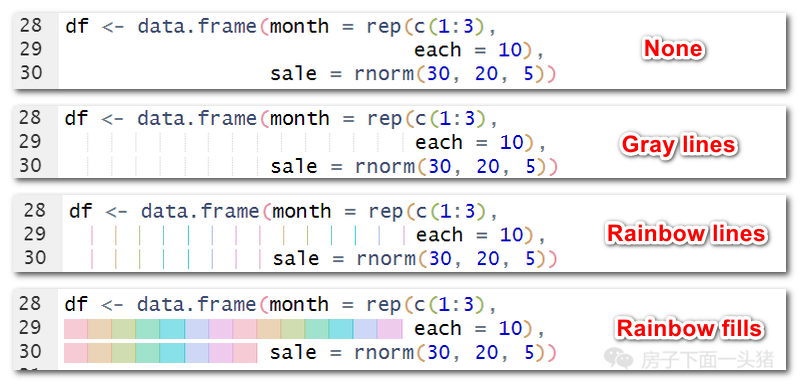 28 df <- data.frame(month = rep(c(1:3),
29 each = 10),
30 sale = rnorm(30, 20, 5))
None
28 df <- data.frame(month = rep(c(1:3),
29 each = 10),
30 sale = rnorm(30, 20, 5))
Gray lines
28 df <- data.frame(month = rep(c(1:3),
29 each = 10),
30 sale = rnorm(30, 20, 5))
Rainbow lines
28 df <- data.frame(month = rep(c(1:3),
29 each = 10),
30 sale = rnorm(30, 20, 5))
Rainbow fills
房子下面一头猪